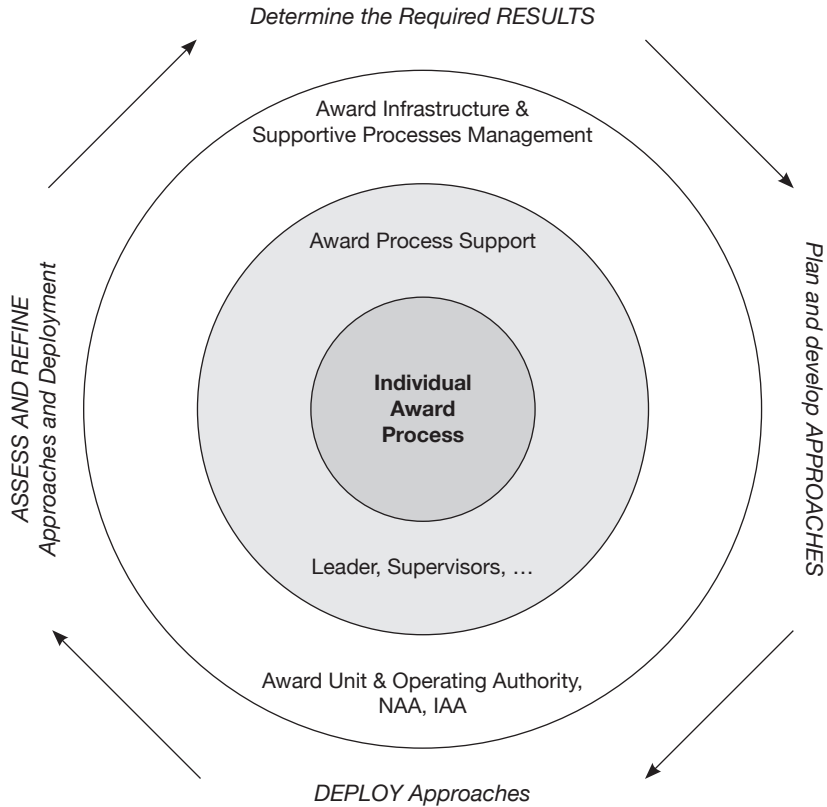 Determine the Required RESULTS
Award Infrastructure &
Supportive Processes Management
Award Process Support
Individual
Award
Process
Leader, Supervisors, …
Award Unit & Operating Authority,
NAA, IAA
Plan and develop APPROACHES
DEPLOY Approaches
ASSESS AND REFINE
Approaches and Deployment